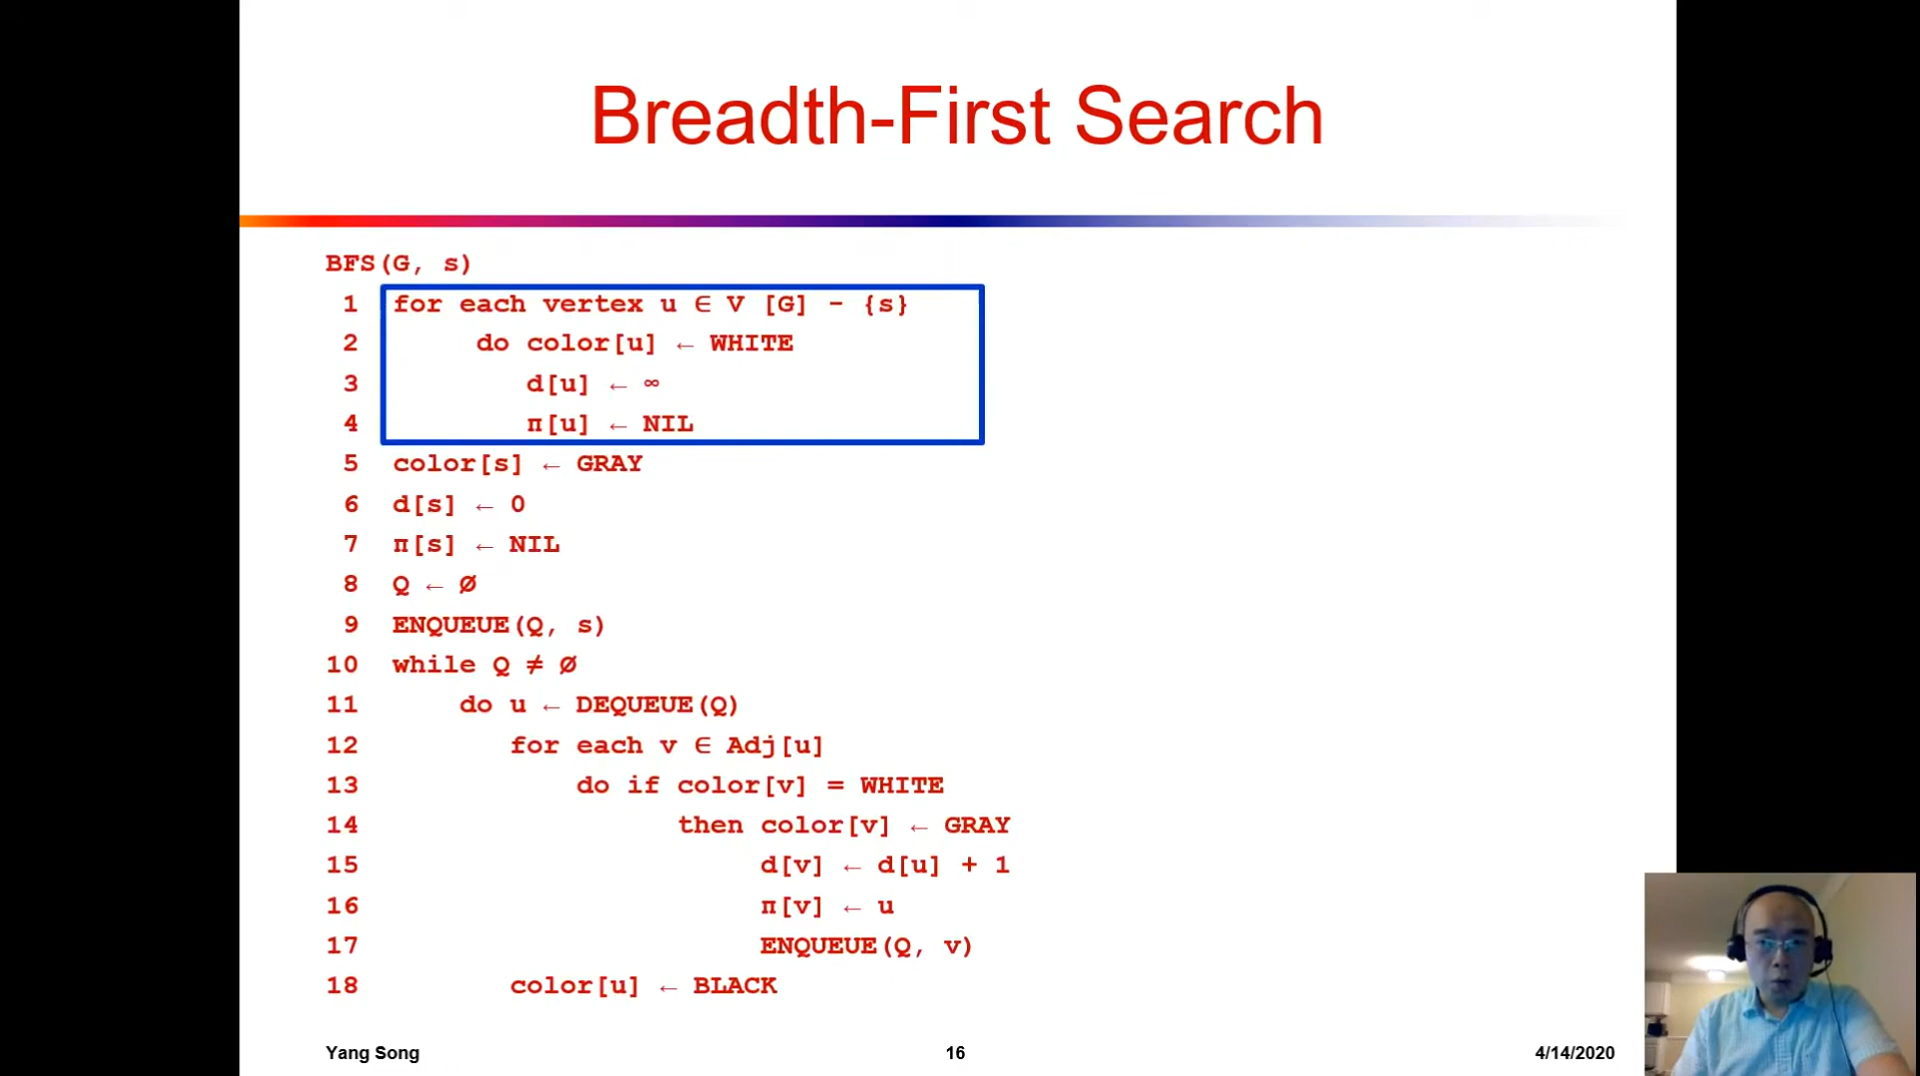 Breadth-First Search
BFS(G, s)
1 for each vertex u ∈ V [G] - {s}
2 do color[u] ← WHITE
3 d[u] ← ∞
4 π[u] ← NIL
5 color[s] ← GRAY
6 d[s] ← 0
7 π[s] ← NIL
8 Q ← Ø
9 ENQUEUE(Q, s)
10 while Q ≠ Ø
11 do u ← DEQUEUE(Q)
12 for each v ∈ Adj[u]
13 do if color[v] = WHITE
14 then color[v] ← GRAY
15 d[v] ← d[u] + 1
16 π[v] ← u
17 ENQUEUE(Q, v)
18 color[u] ← BLACK
Yang Song 16 4/14/2020